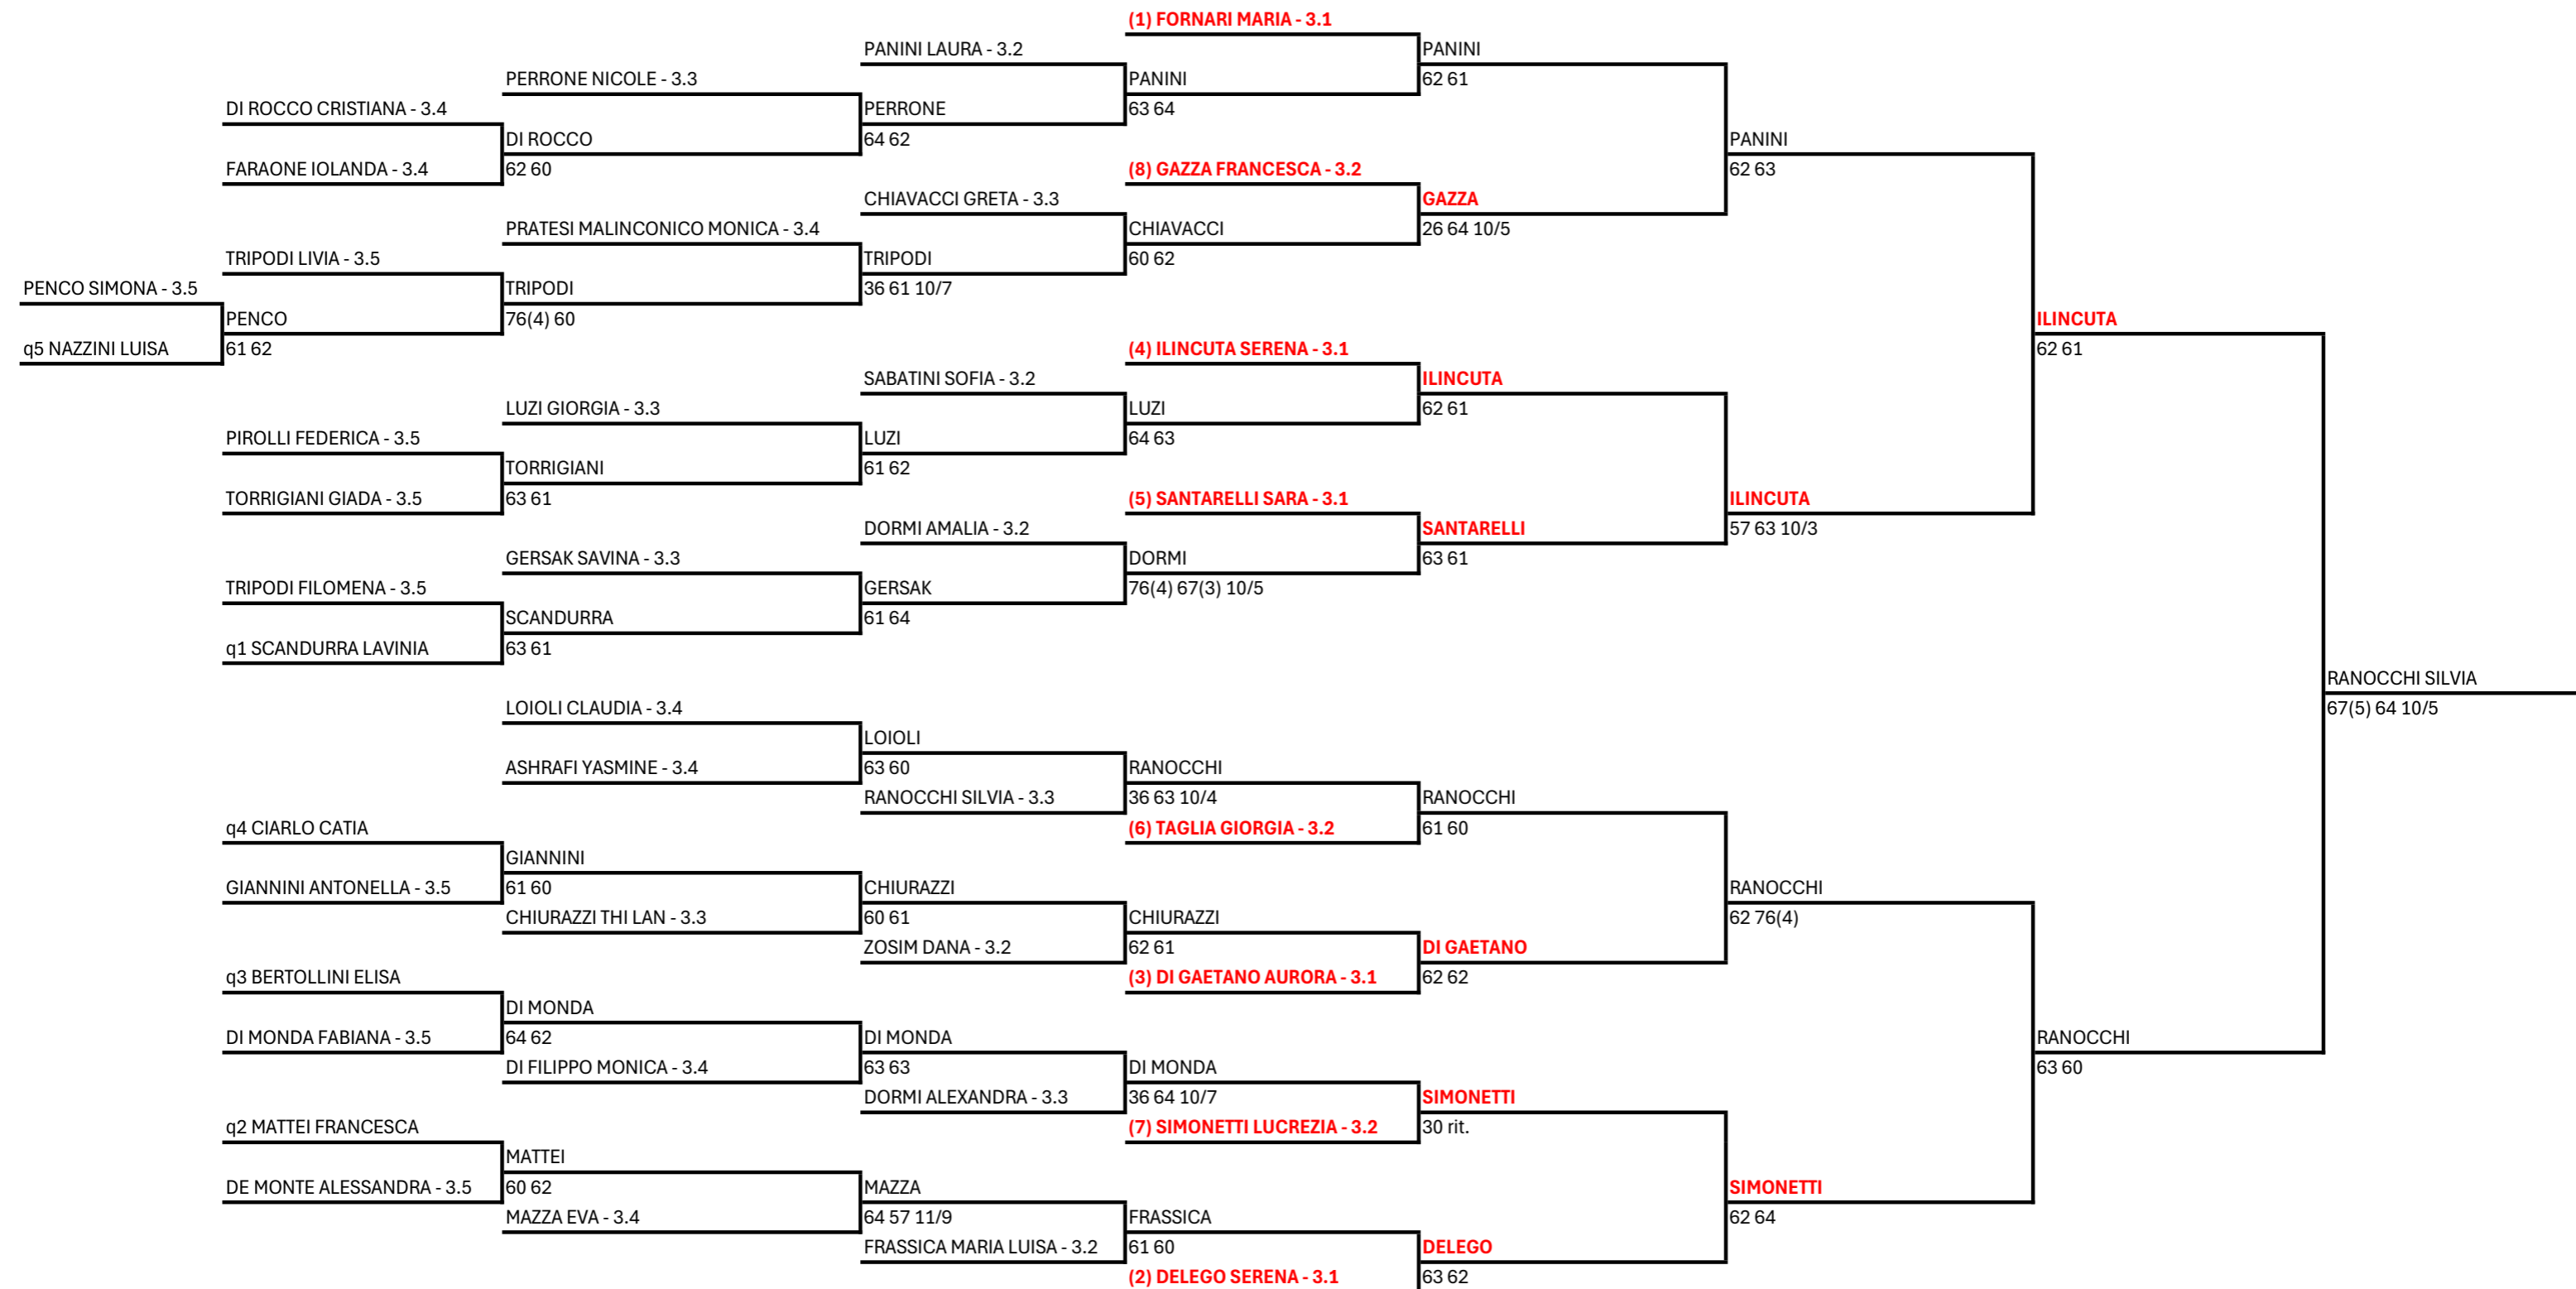 (1) FORNARI MARIA - 3.1
PANINI LAURA - 3.2
PANINI
PERRONE NICOLE - 3.3
PANINI
62 61
DI ROCCO CRISTIANA - 3.4
PERRONE
63 64
DI ROCCO
64 62
PANINI
FARAONE IOLANDA - 3.4
62 60
(8) GAZZA FRANCESCA - 3.2
62 63
CHIAVACCI GRETA - 3.3
GAZZA
PRATESI MALINCONICO MONICA - 3.4
CHIAVACCI
26 64 10/5
TRIPODI LIVIA - 3.5
TRIPODI
60 62
PENCO SIMONA - 3.5
TRIPODI
36 61 10/7
PENCO
76(4) 60
ILINCUTA
q5 NAZZINI LUISA
61 62
(4) ILINCUTA SERENA - 3.1
62 61
SABATINI SOFIA - 3.2
ILINCUTA
LUZI GIORGIA - 3.3
LUZI
62 61
PIROLLI FEDERICA - 3.5
LUZI
64 63
TORRIGIANI
61 62
TORRIGIANI GIADA - 3.5
63 61
(5) SANTARELLI SARA - 3.1
ILINCUTA
DORMI AMALIA - 3.2
SANTARELLI
57 63 10/3
GERSAK SAVINA - 3.3
DORMI
63 61
TRIPODI FILOMENA - 3.5
GERSAK
76(4) 67(3) 10/5
SCANDURRA
61 64
q1 SCANDURRA LAVINIA
63 61
RANOCCHI SILVIA
LOIOLI CLAUDIA - 3.4
67(5) 64 10/5
LOIOLI
ASHRAFI YASMINE - 3.4
63 60
RANOCCHI
RANOCCHI SILVIA - 3.3
36 63 10/4
RANOCCHI
q4 CIARLO CATIA
(6) TAGLIA GIORGIA - 3.2
61 60
GIANNINI
GIANNINI ANTONELLA - 3.5
61 60
CHIURAZZI
RANOCCHI
CHIURAZZI THI LAN - 3.3
60 61
CHIURAZZI
62 76(4)
ZOSIM DANA - 3.2
62 61
DI GAETANO
q3 BERTOLLINI ELISA
(3) DI GAETANO AURORA - 3.1
62 62
DI MONDA
DI MONDA FABIANA - 3.5
64 62
DI MONDA
RANOCCHI
DI FILIPPO MONICA - 3.4
63 63
DI MONDA
63 60
DORMI ALEXANDRA - 3.3
36 64 10/7
SIMONETTI
q2 MATTEI FRANCESCA
(7) SIMONETTI LUCREZIA - 3.2
30 rit.
MATTEI
DE MONTE ALESSANDRA - 3.5
60 62
MAZZA
SIMONETTI
MAZZA EVA - 3.4
64 57 11/9
FRASSICA
62 64
FRASSICA MARIA LUISA - 3.2
61 60
DELEGO
(2) DELEGO SERENA - 3.1
63 62